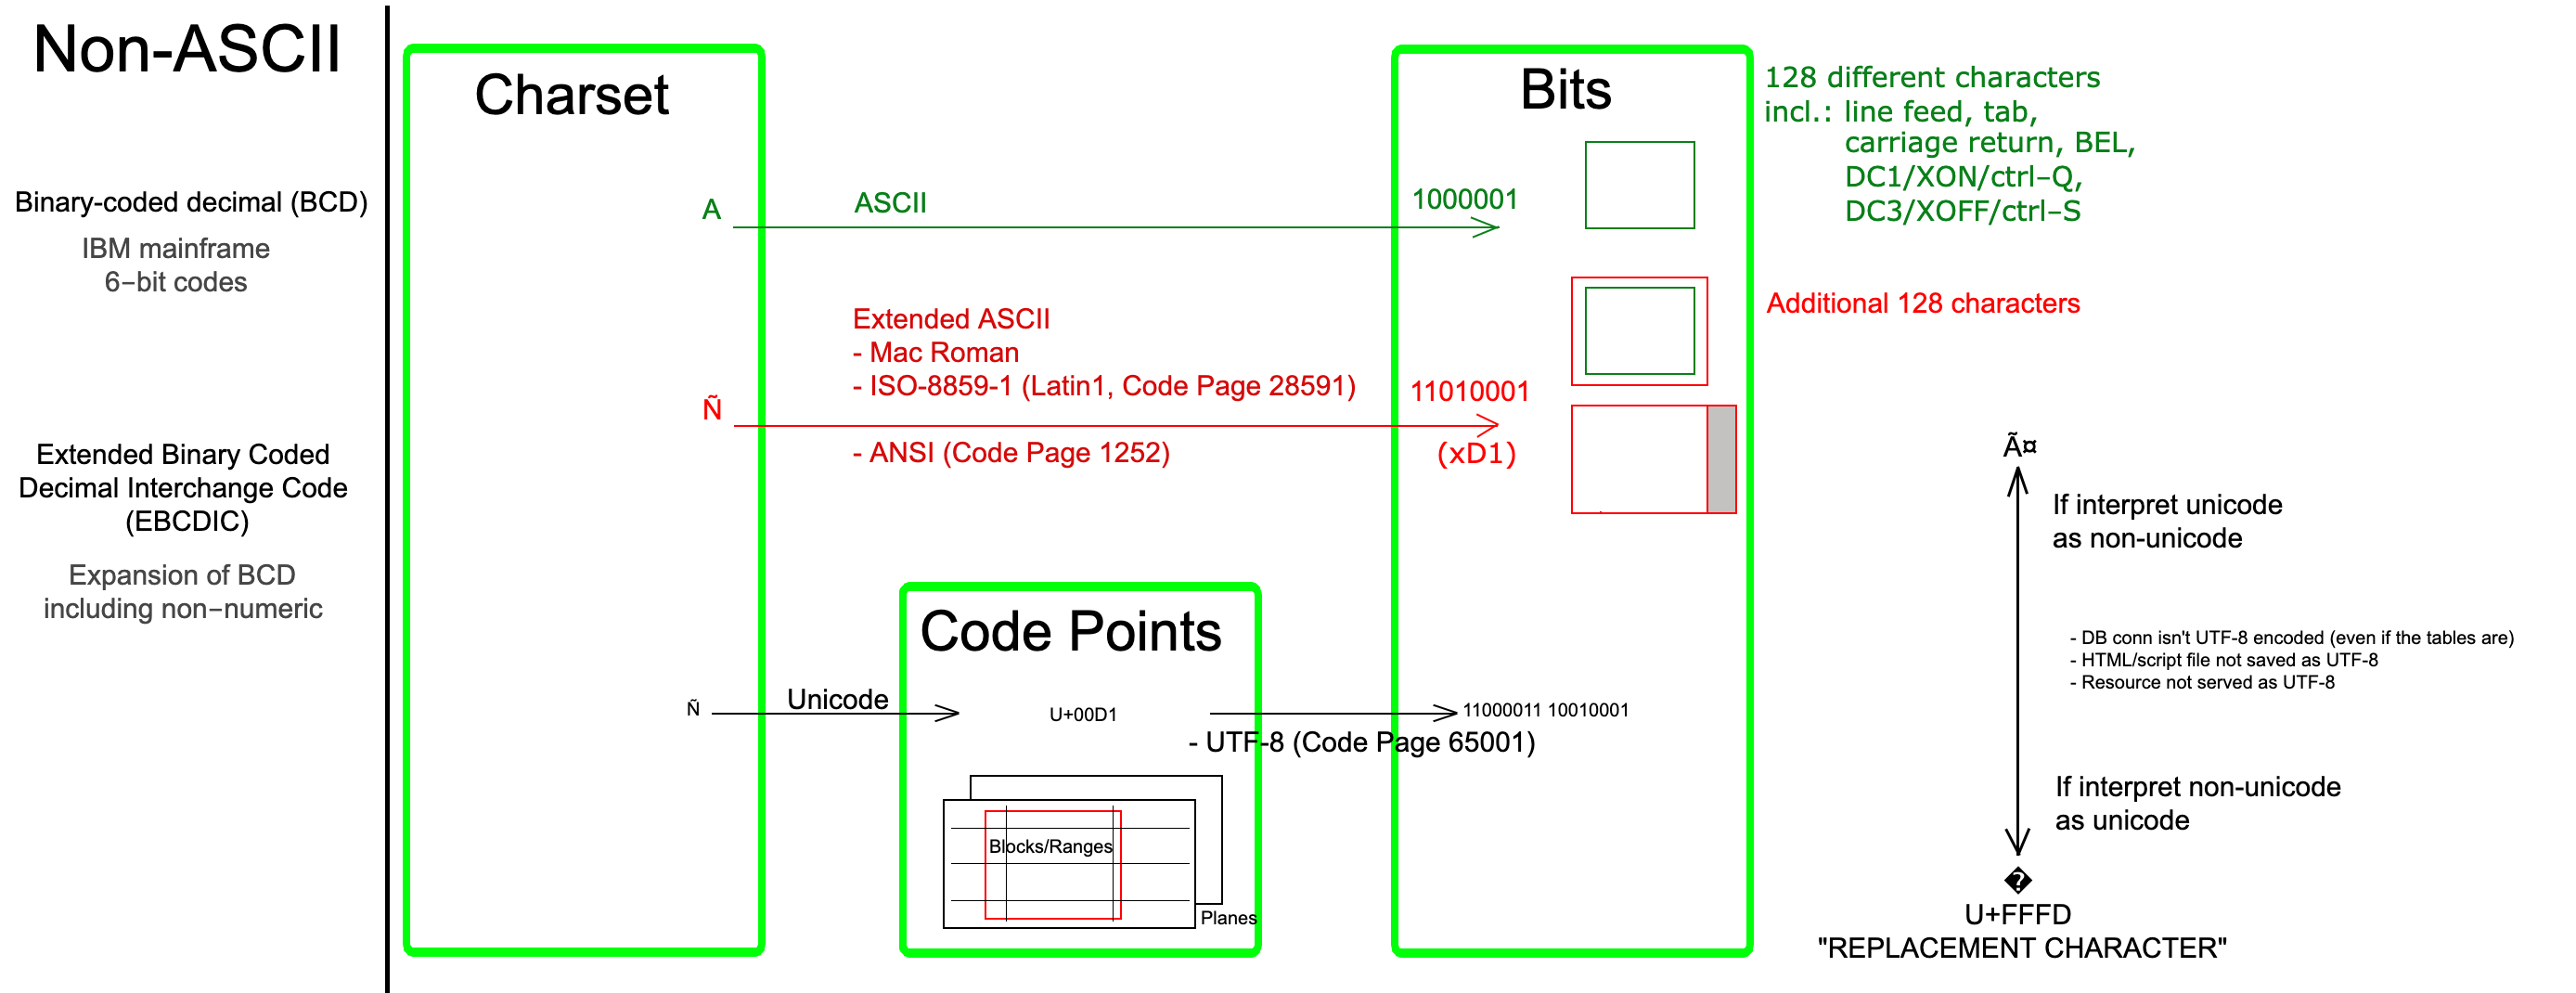 Non-ASCII
Binary-coded decimal (BCD)
IBM mainframe
6-bit codes
Extended Binary Coded
Decimal Interchange Code
(EBCDIC)
Expansion of BCD
including non-numeric
Charset
A
ASCII
Extended ASCII
- Mac Roman
- ISO-8859-1 (Latin1, Code Page 28591)
Ñ
- ANSI (Code Page 1252)
Ñ
Unicode
Code Points
U+00D1
- UTF-8 (Code Page 65001)
Blocks/Ranges
Planes
Bits
1000001
11010001
(xD1)
11000011 10010001
128 different characters
incl.: line feed, tab,
carriage return, BEL,
DC1/XON/ctrl-Q,
DC3/XOFF/ctrl-S
Additional 128 characters
Ã¤
If interpret unicode
as non-unicode
- DB conn isn't UTF-8 encoded (even if the tables are)
- HTML/script file not saved as UTF-8
- Resource not served as UTF-8
If interpret non-unicode
as unicode
�
U+FFFD
"REPLACEMENT CHARACTER"